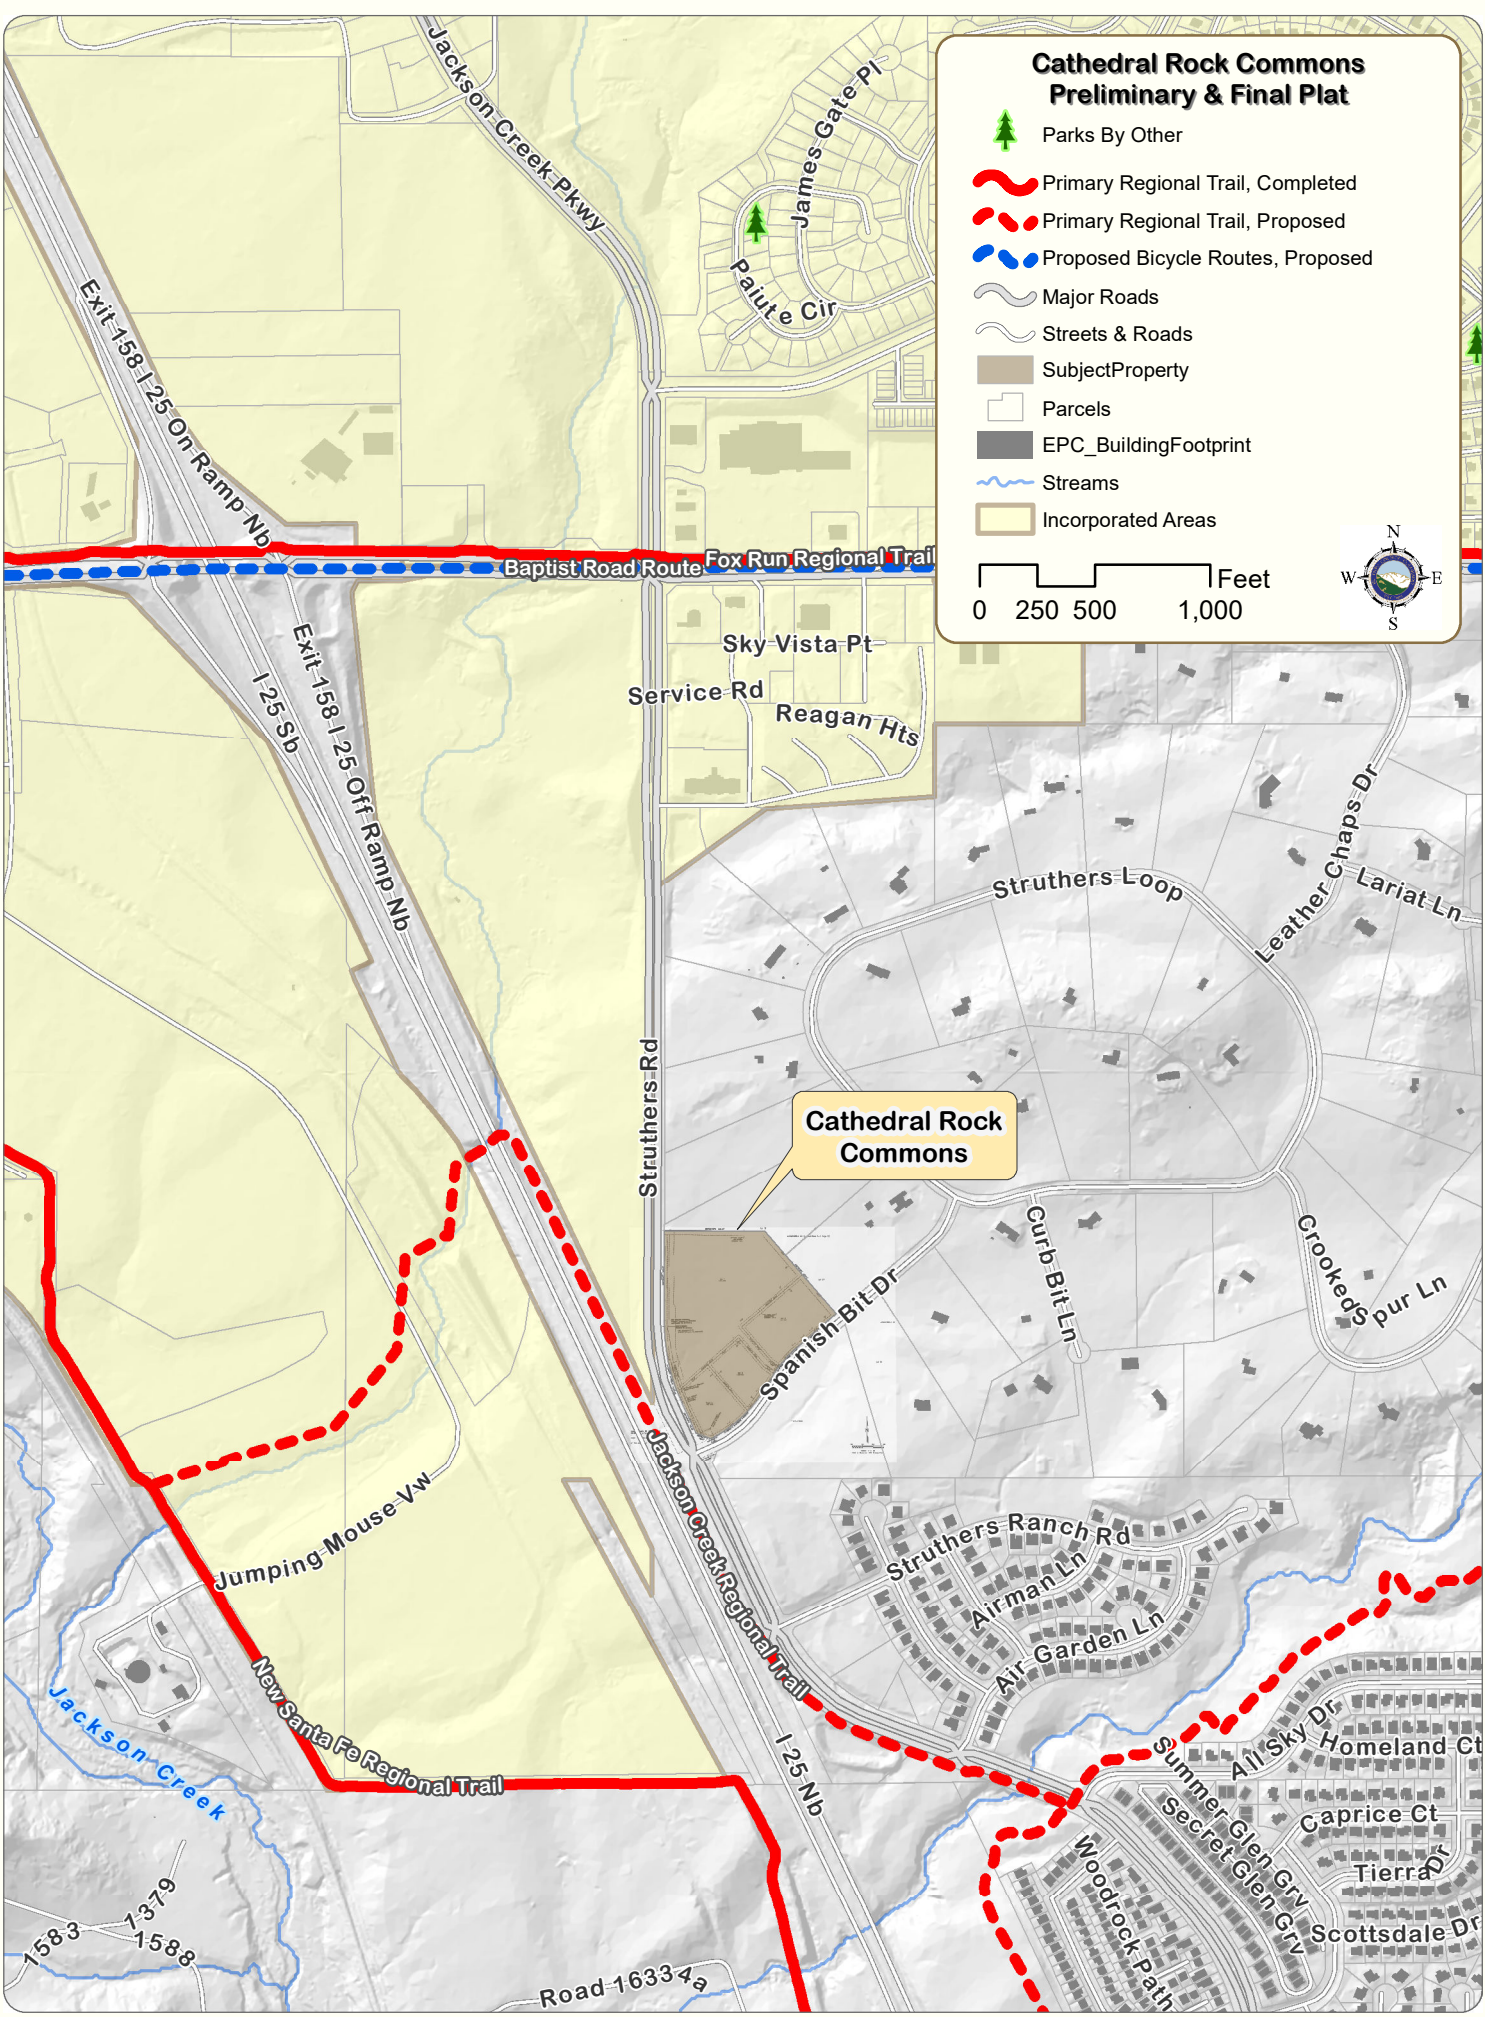 Cathedral Rock Commons
Preliminary & Final Plat
Parks By Other
Primary Regional Trail, Completed
Primary Regional Trail, Proposed
Proposed Bicycle Routes, Proposed
Major Roads
Streets & Roads
SubjectProperty
Parcels
EPC_BuildingFootprint
Streams
Incorporated Areas
Feet
0 250 500 1,000
N
W E
S
Jackson Creek Pkwy
James Gate Pl
Paiute Cir
Exit 158 I 25 On Ramp Nb
Baptist Road Route
Fox Run Regional Trail
Sky Vista Pt
Service Rd
Reagan Hts
I 25 Sb
Exit 158 I 25 Off Ramp Nb
Leather Chaps Dr
Lariat Ln
Struthers Loop
Struthers Rd
Cathedral Rock
Commons
Curb Bit Ln
Crooked Spur Ln
Spanish Bit Dr
Jackson Creek Regional Trail
Jumping Mouse Vw
Struthers Ranch Rd
Airman Ln
Air Garden Ln
New Santa Fe Regional Trail
Jackson Creek
I 25 Nb
All Sky Dr
Homeland Ct
Summer Glen Grv
Secret Glen Grv
Caprice Ct
Tierra Dr
Woodrock Path
Scottsdale Dr
1583
1379
1588
Road 1633 4a